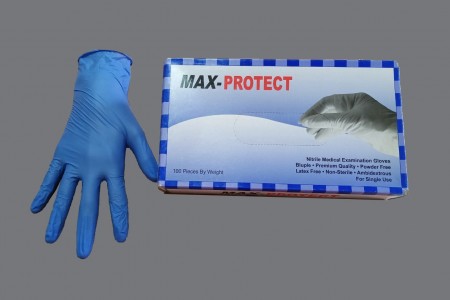 MAX-PROTECT
Nitrile Medical Examination Gloves
Bluple • Premium Quality • Powder Free
Latex Free • Non-Sterile • Ambidextrous
For Single Use
100 Pieces By Weight